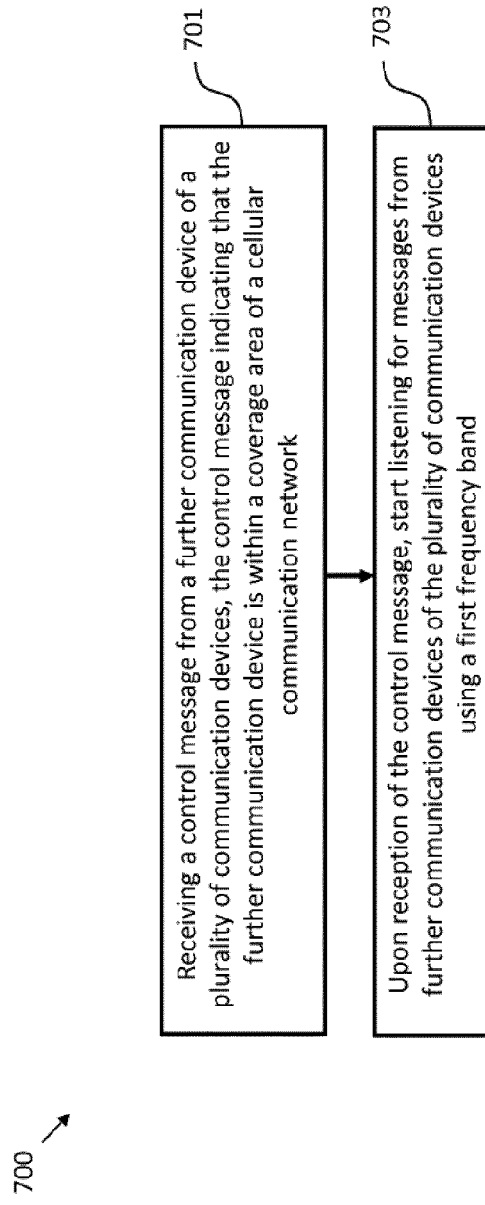 700
701
Receiving a control message from a further communication device of a
plurality of communication devices, the control message indicating that the
further communication device is within a coverage area of a cellular
communication network
703
Upon reception of the control message, start listening for messages from
further communication devices of the plurality of communication devices
using a first frequency band